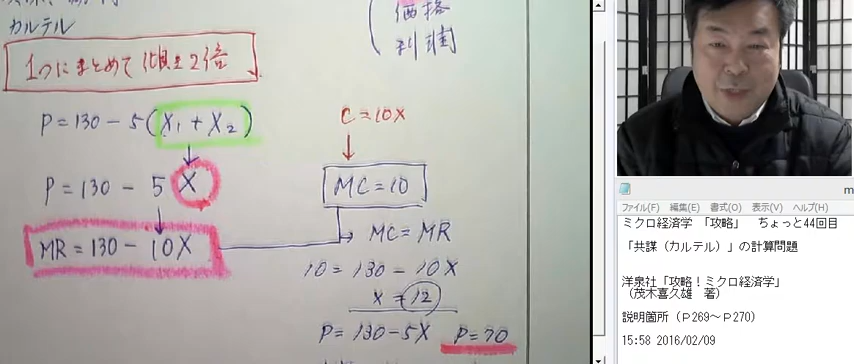 カルテル
1つにまとめて傾き2倍
価格
利潤
P=130-5(X₁+X₂)
C=10X
P=130-5X
MC=10
MR=130-10X
MC=MR
10=130-10X
X=12
P=130-5X P=70
ファイル(F) 編集(E) 書式(O) 表示(V) ヘルプ(H)
ミクロ経済学 「攻略」 ちょっと44回目
「共謀（カルテル）」の計算問題
洋泉社「攻略！ミクロ経済学」
（茂木喜久雄 著）
説明箇所（P269～P270)
15:58 2016/02/09